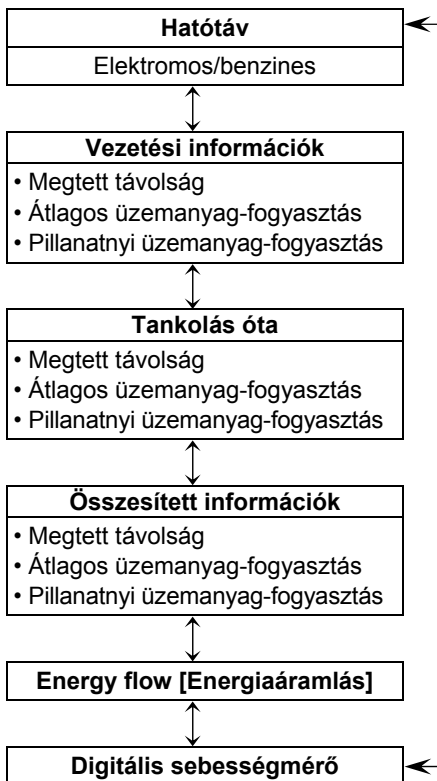 Hatótáv
Elektromos/benzines
Vezetési információk
• Megtett távolság
• Átlagos üzemanyag-fogyasztás
• Pillanatnyi üzemanyag-fogyasztás
Tankolás óta
• Megtett távolság
• Átlagos üzemanyag-fogyasztás
• Pillanatnyi üzemanyag-fogyasztás
Összesített információk
• Megtett távolság
• Átlagos üzemanyag-fogyasztás
• Pillanatnyi üzemanyag-fogyasztás
Energy flow [Energiaáramlás]
Digitális sebességmérő